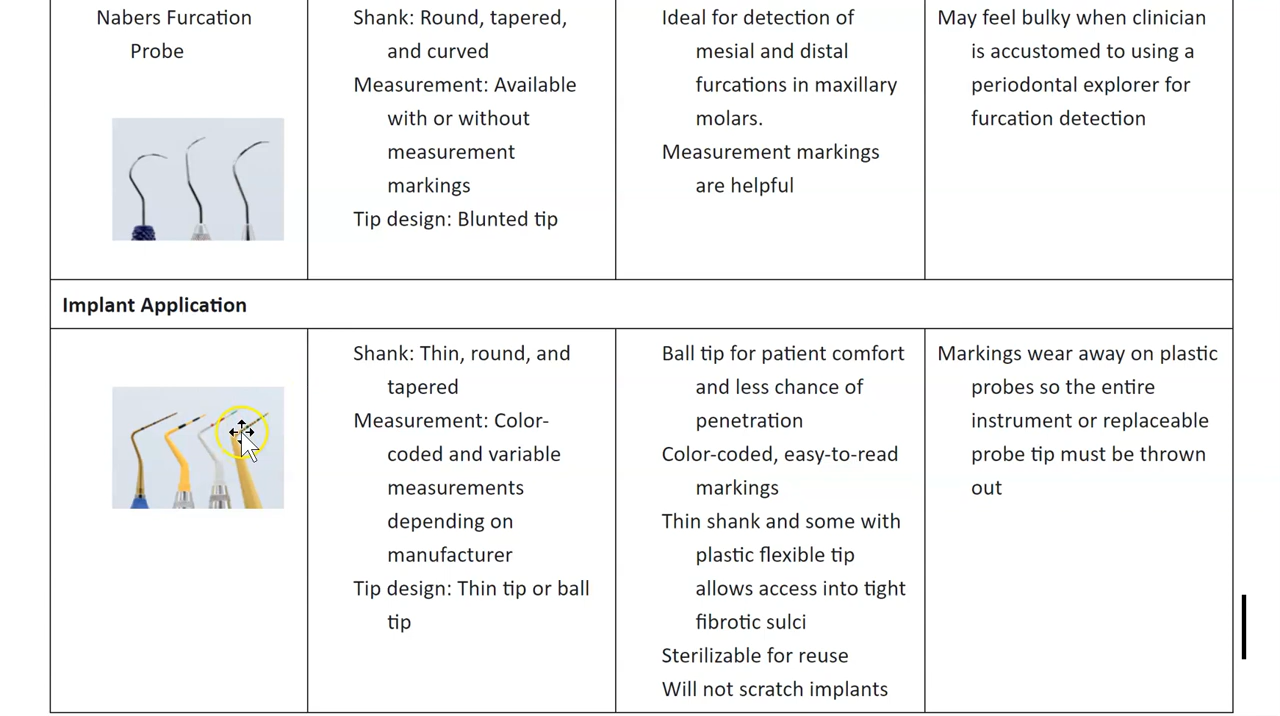 Nabers Furcation
Probe
Shank: Round, tapered,
and curved
Measurement: Available
with or without
measurement
markings
Tip design: Blunted tip
Ideal for detection of
mesial and distal
furcations in maxillary
molars.
Measurement markings
are helpful
May feel bulky when clinician
is accustomed to using a
periodontal explorer for
furcation detection
Implant Application
Shank: Thin, round, and
tapered
Measurement: Color-
coded and variable
measurements
depending on
manufacturer
Tip design: Thin tip or ball
tip
Ball tip for patient comfort
and less chance of
penetration
Color-coded, easy-to-read
markings
Thin shank and some with
plastic flexible tip
allows access into tight
fibrotic sulci
Sterilizable for reuse
Will not scratch implants
Markings wear away on plastic
probes so the entire
instrument or replaceable
probe tip must be thrown
out